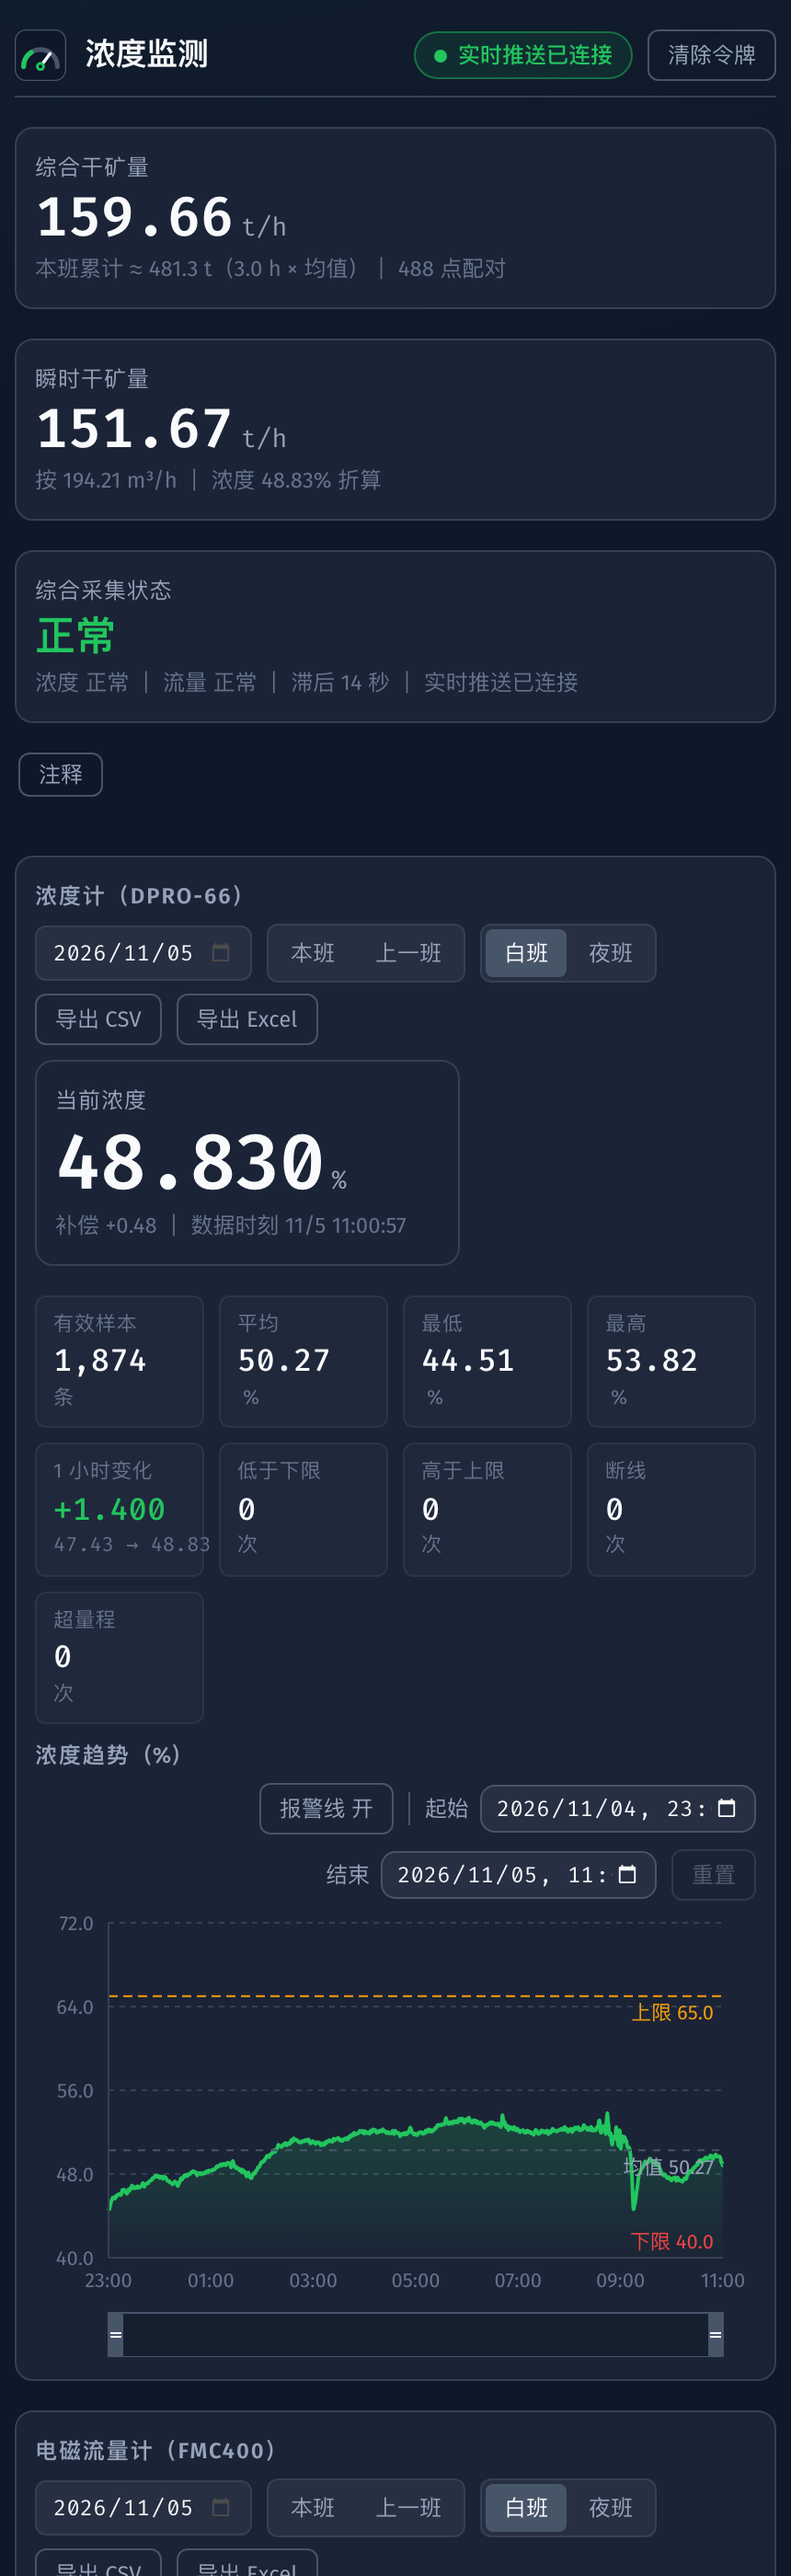 浓度监测
实时推送已连接
清除令牌
综合干矿量
159.66 t/h
本班累计 ≈ 481.3 t（3.0 h × 均值） | 488 点配对
瞬时干矿量
151.67 t/h
按 194.21 m³/h | 浓度 48.83% 折算
综合采集状态
正常
浓度 正常 | 流量 正常 | 滞后 14 秒 | 实时推送已连接
注释
浓度计（DPRO-66）
2026/11/05 本班 上一班 白班 夜班
导出 CSV 导出 Excel
当前浓度
48.830 %
补偿 +0.48 | 数据时刻 11/5 11:00:57
有效样本 平均 最低 最高
1,874 50.27 44.51 53.82
条 % % %
1 小时变化 低于下限 高于上限 断线
+1.400 0 0 0
47.43 → 48.83 次 次 次
超量程
0
次
浓度趋势（%）
报警线 开 | 起始 2026/11/04, 23:
结束 2026/11/05, 11: 重置
72.0
64.0
上限 65.0
56.0
均值 50.27
48.0
下限 40.0
40.0
23:00 01:00 03:00 05:00 07:00 09:00 11:00
电磁流量计（FMC400）
2026/11/05 本班 上一班 白班 夜班
导出 CSV 导出 Excel